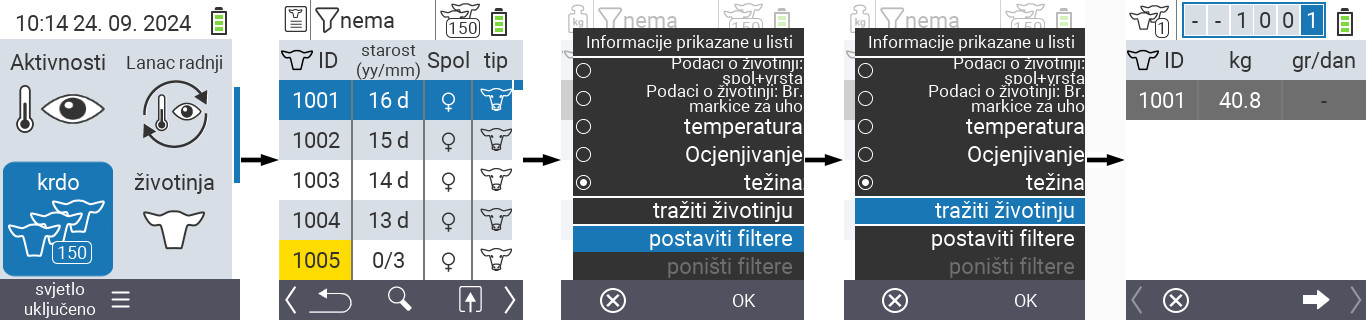 10:14 24. 09. 2024
Aktivnosti
Lanac radnji
krdo
150
životinja
svjetlo
uključeno
nema
150
ID
starost
(yy/mm)
Spol
tip
1001 16 d
1002 15 d
1003 14 d
1004 13 d
1005 0/3
kg
nema
Informacije prikazane u listi
Podaci o životinji:
spol+vrsta
Podaci o životinji: Br.
markice za uho
temperatura
Ocjenjivanje
težina
tražiti životinju
postaviti filtere
poništi filtere
OK
kg
nema
Informacije prikazane u listi
Podaci o životinji:
spol+vrsta
Podaci o životinji: Br.
markice za uho
temperatura
Ocjenjivanje
težina
tražiti životinju
postaviti filtere
poništi filtere
OK
1
- - 1 0 0 1
ID kg gr/dan
1001 40.8 -